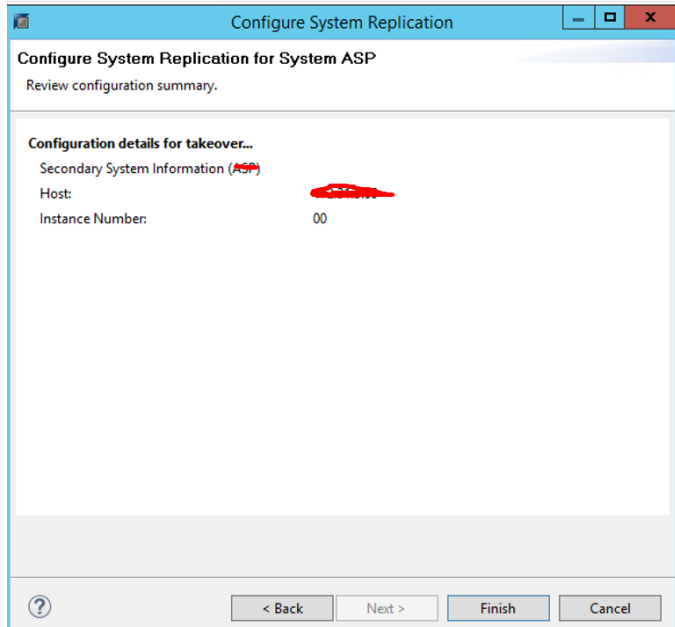 Configure System Replication
Configure System Replication for System ASP
Review configuration summary.
Configuration details for takeover...
Secondary System Information (ASP)
Host:
Instance Number: 00
?
< Back Next > Finish Cancel